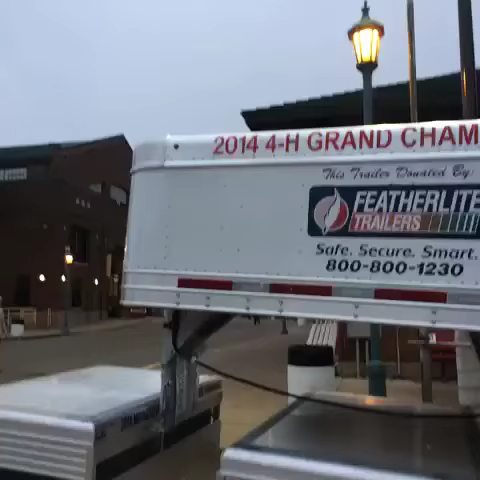 2014 4-H GRAND CHAM
This Trailer Donated By:
FEATHERLITE
TRAILERS
Safe. Secure. Smart.
800-800-1230